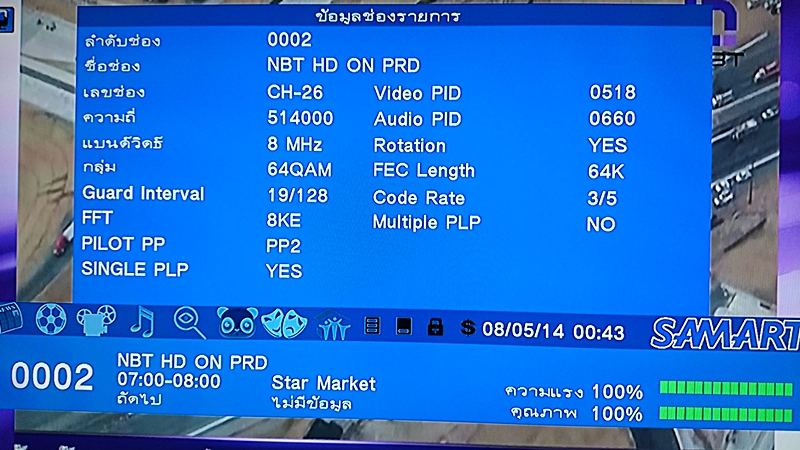 ข้อมูลช่องรายการ
ลำดับช่อง 0002
ชื่อช่อง NBT HD ON PRD
เลขช่อง CH-26 Video PID 0518
ความถี่ 514000 Audio PID 0660
แบนด์วิดธ์ 8 MHz Rotation YES
กลุ่ม 64QAM FEC Length 64K
Guard Interval 19/128 Code Rate 3/5
FFT 8KE Multiple PLP NO
PILOT PP PP2
SINGLE PLP YES
$ 08/05/14 00:43 SAMART
0002 NBT HD ON PRD
07:00-08:00 Star Market ความแรง 100%
ถัดไป ไม่มีข้อมูล คุณภาพ 100%